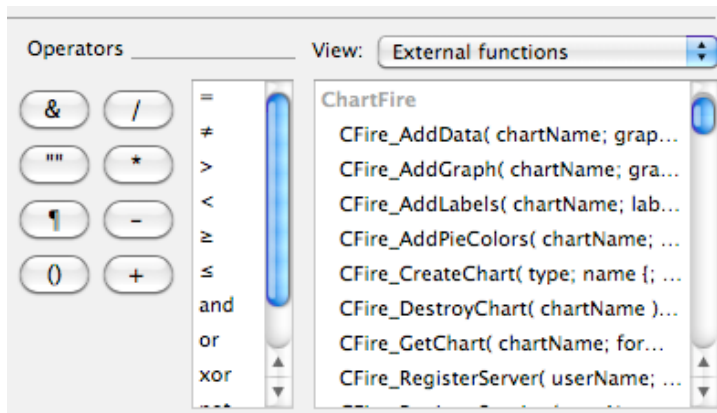 Operators
View: External functions
& /
"" *
¶ -
() +
=
≠
>
<
≥
≤
and
or
xor
ChartFire
CFire_AddData( chartName; grap...
CFire_AddGraph( chartName; gra...
CFire_AddLabels( chartName; lab...
CFire_AddPieColors( chartName; ...
CFire_CreateChart( type; name {; ...
CFire_DestroyChart( chartName )...
CFire_GetChart( chartName; for...
CFire_RegisterServer( userName; ...